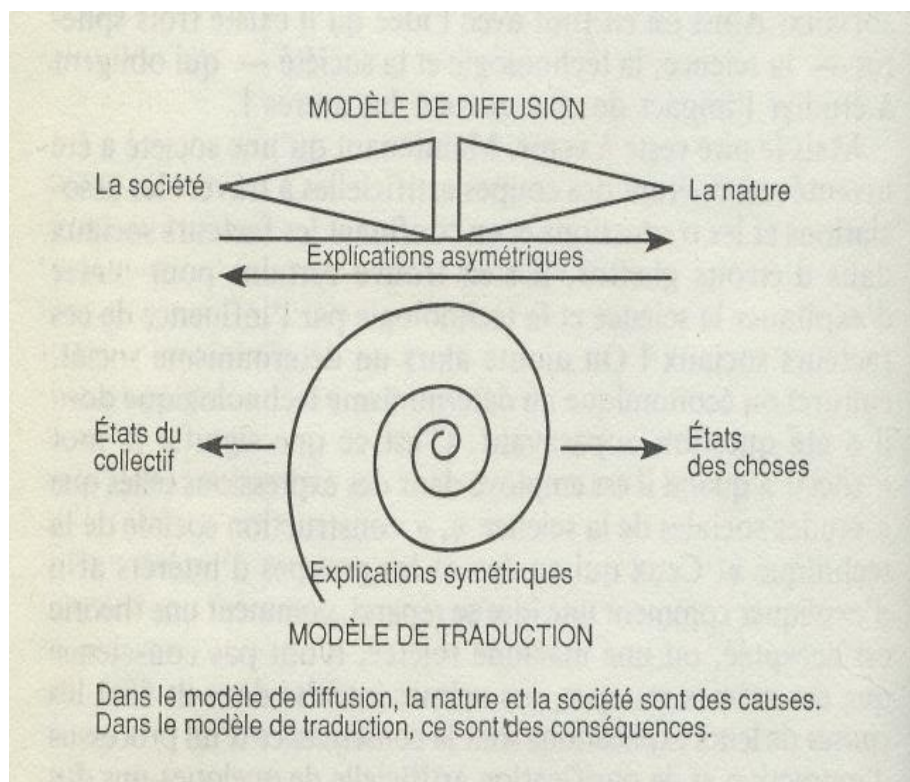 MODÈLE DE DIFFUSION
La société
La nature
Explications asymétriques
États du
collectif
États
des choses
Explications symétriques
MODÈLE DE TRADUCTION
Dans le modèle de diffusion, la nature et la société sont des causes.
Dans le modèle de traduction, ce sont des conséquences.